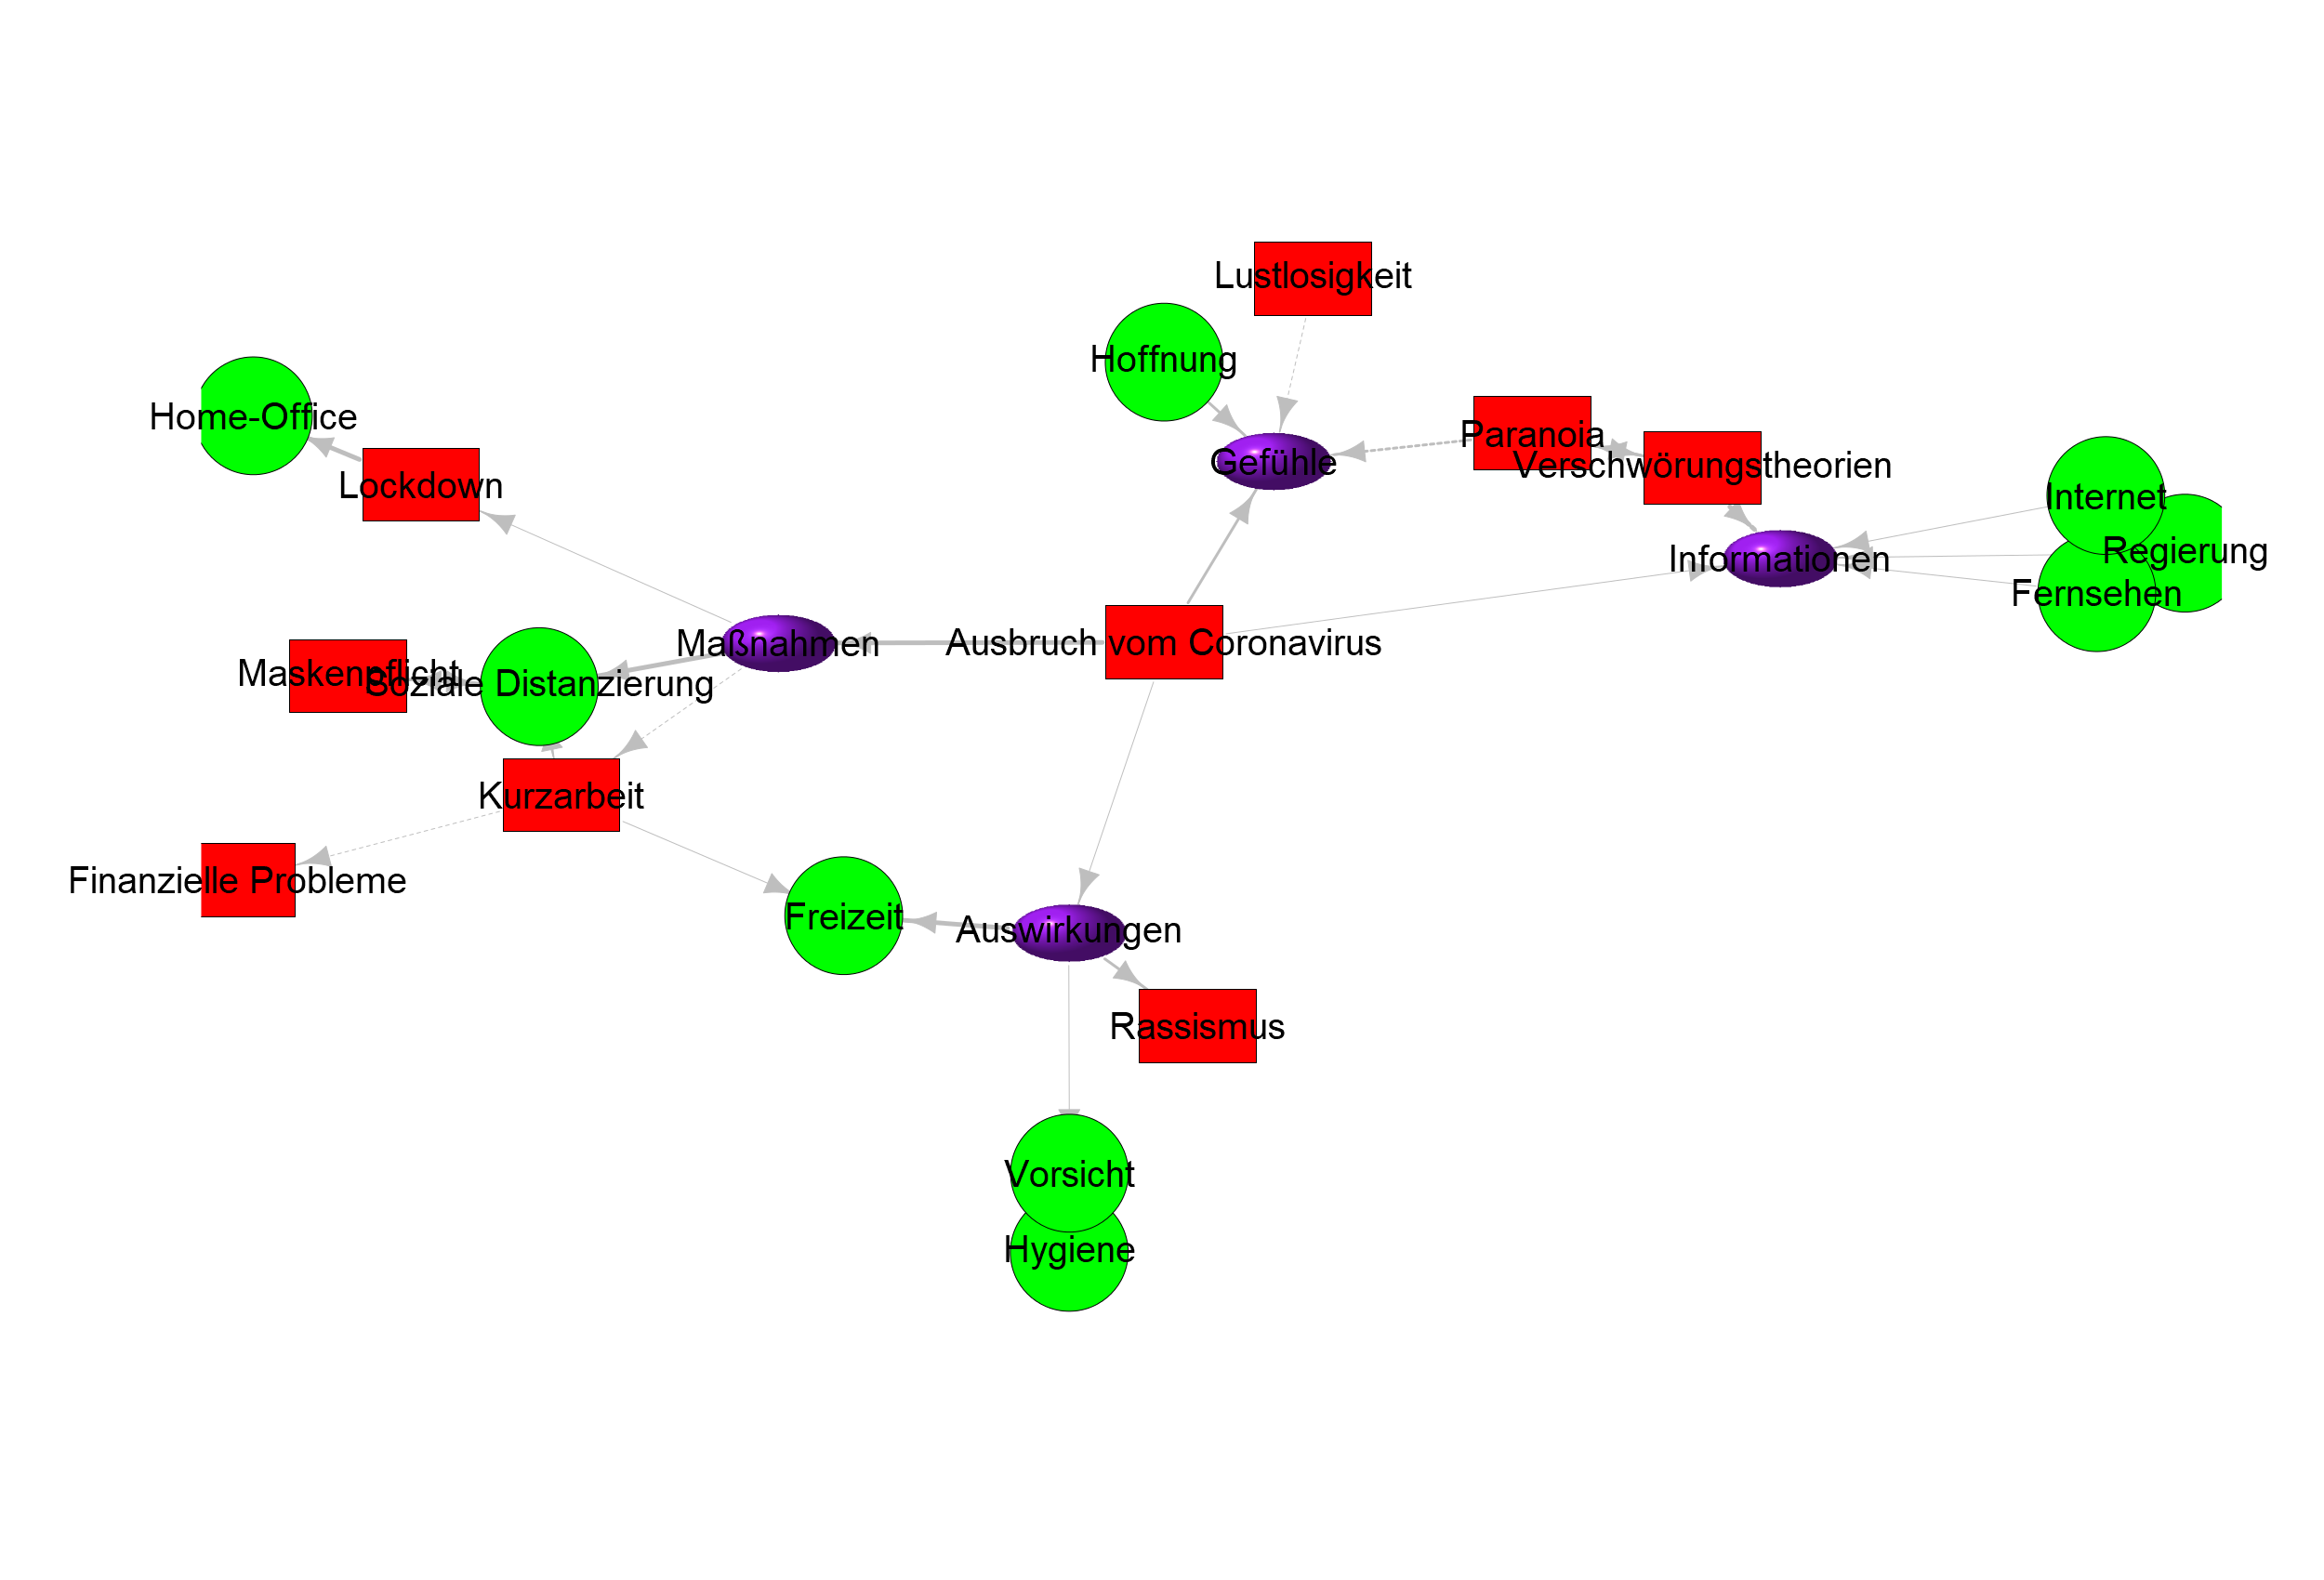 Lustlosigkeit
Hoffnung
Home-Office
Paranoia
Gefühle
Verschwörungstheorien
Lockdown
Internet
Regierung
Informationen
Fernsehen
Maßnahmen
Ausbruch vom Coronavirus
Maskenpflicht
Soziale Distanzierung
Kurzarbeit
Finanzielle Probleme
Freizeit
Auswirkungen
Rassismus
Vorsicht
Hygiene